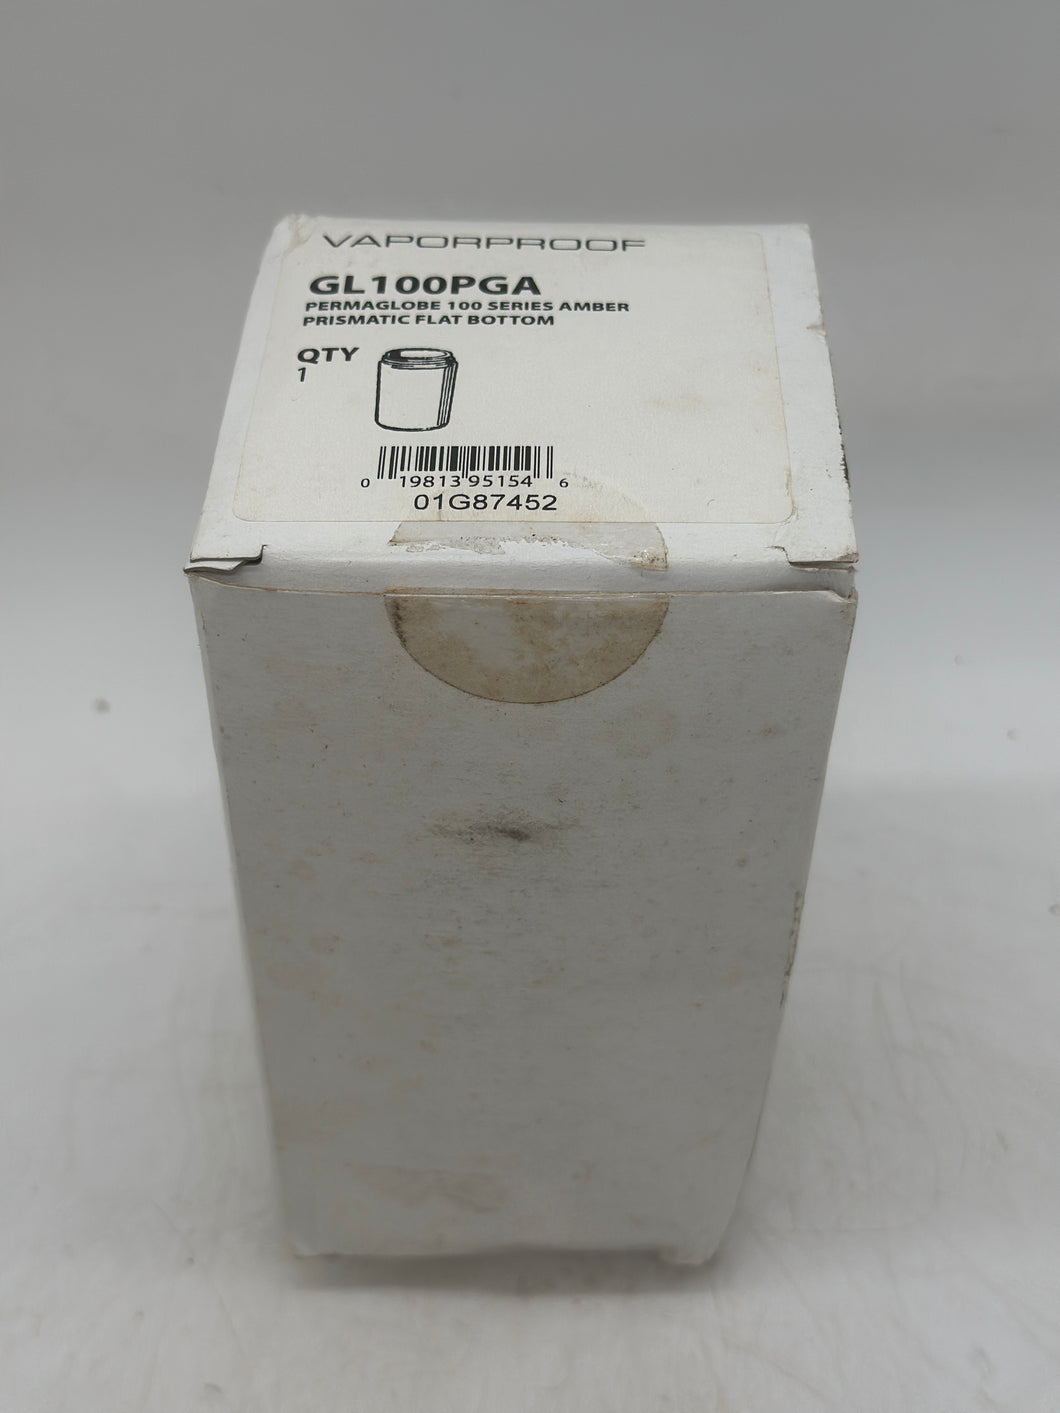 VAPORPROOF
GL100PGA
PERMAGLOBE 100 SERIES AMBER
PRISMATIC FLAT BOTTOM
QTY
1
0 19813 95154 6
01G87452